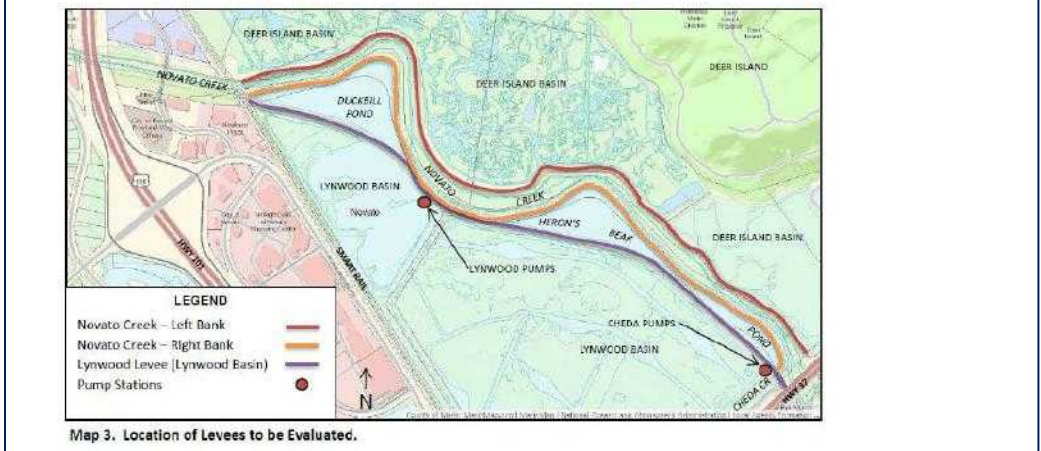 DEER ISLAND BASIN
DEER ISLAND
NOVATO CREEK
DEER ISLAND BASIN
DUCKBILL
POND
LYNWOOD BASIN
Novato
NOVATO
CREEK
HERON'S
BEAK
DEER ISLAND BASIN
HWY 101
SMART RAIL
LYNWOOD PUMPS
CHEDA PUMPS
POND
LYNWOOD BASIN
CHEDA CR
HWY 37
LEGEND
Novato Creek – Left Bank
Novato Creek – Right Bank
Lynwood Levee (Lynwood Basin)
Pump Stations
N
Map 3. Location of Levees to be Evaluated.